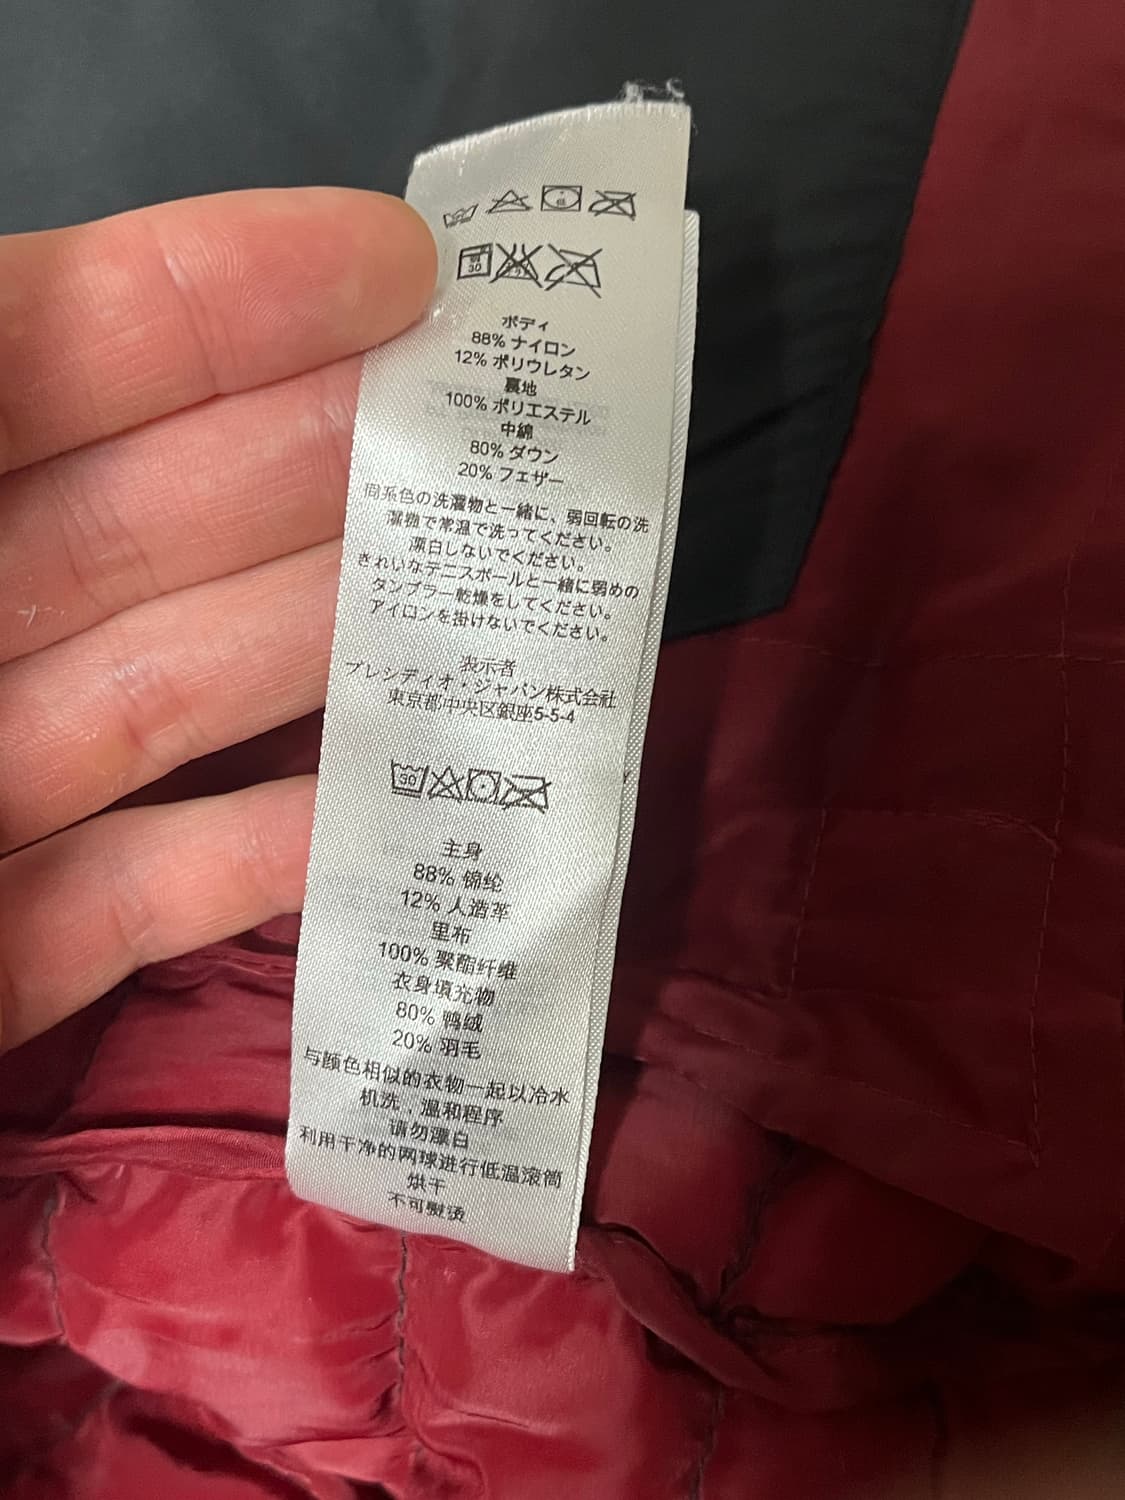 弱
30
ボディ
88% ナイロン
12% ポリウレタン
裏地
100% ポリエステル
中綿
80% ダウン
20% フェザー
同系色の洗濯物と一緒に、弱回転の洗
濯機で常温で洗ってください。
漂白しないでください。
きれいなテニスボールと一緒に弱めの
タンブラー乾燥をしてください。
アイロンを掛けないでください。
表示者
プレシディオ・ジャパン株式会社
東京都中央区銀座5-5-4
30
主身
88% 锦纶
12% 人造革
里布
100% 聚酯纤维
衣身填充物
80% 鸭绒
20% 羽毛
与颜色相似的衣物一起以冷水
机洗，温和程序
请勿漂白
利用干净的网球进行低温滚筒
烘干
不可熨烫